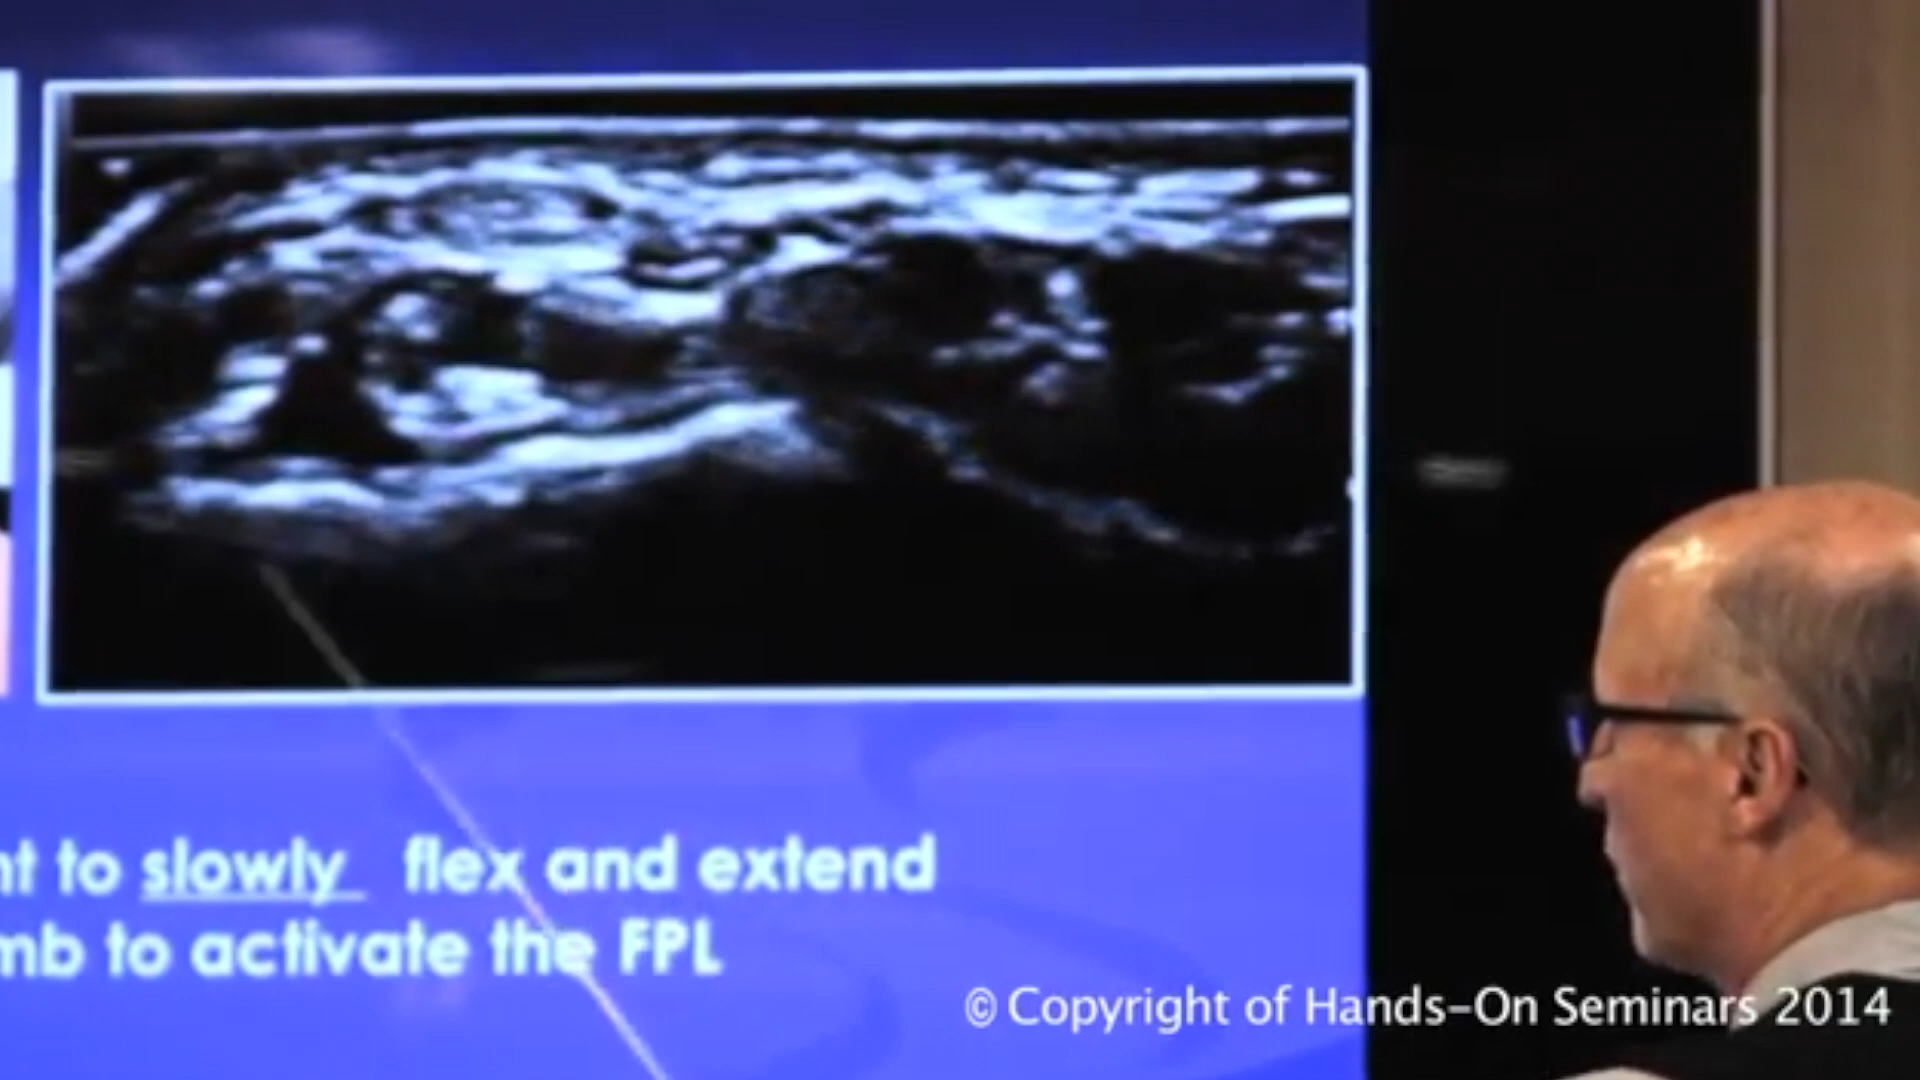 to slowly flex and extend
to activate the FPL
© Copyright of Hands-On Seminars 2014